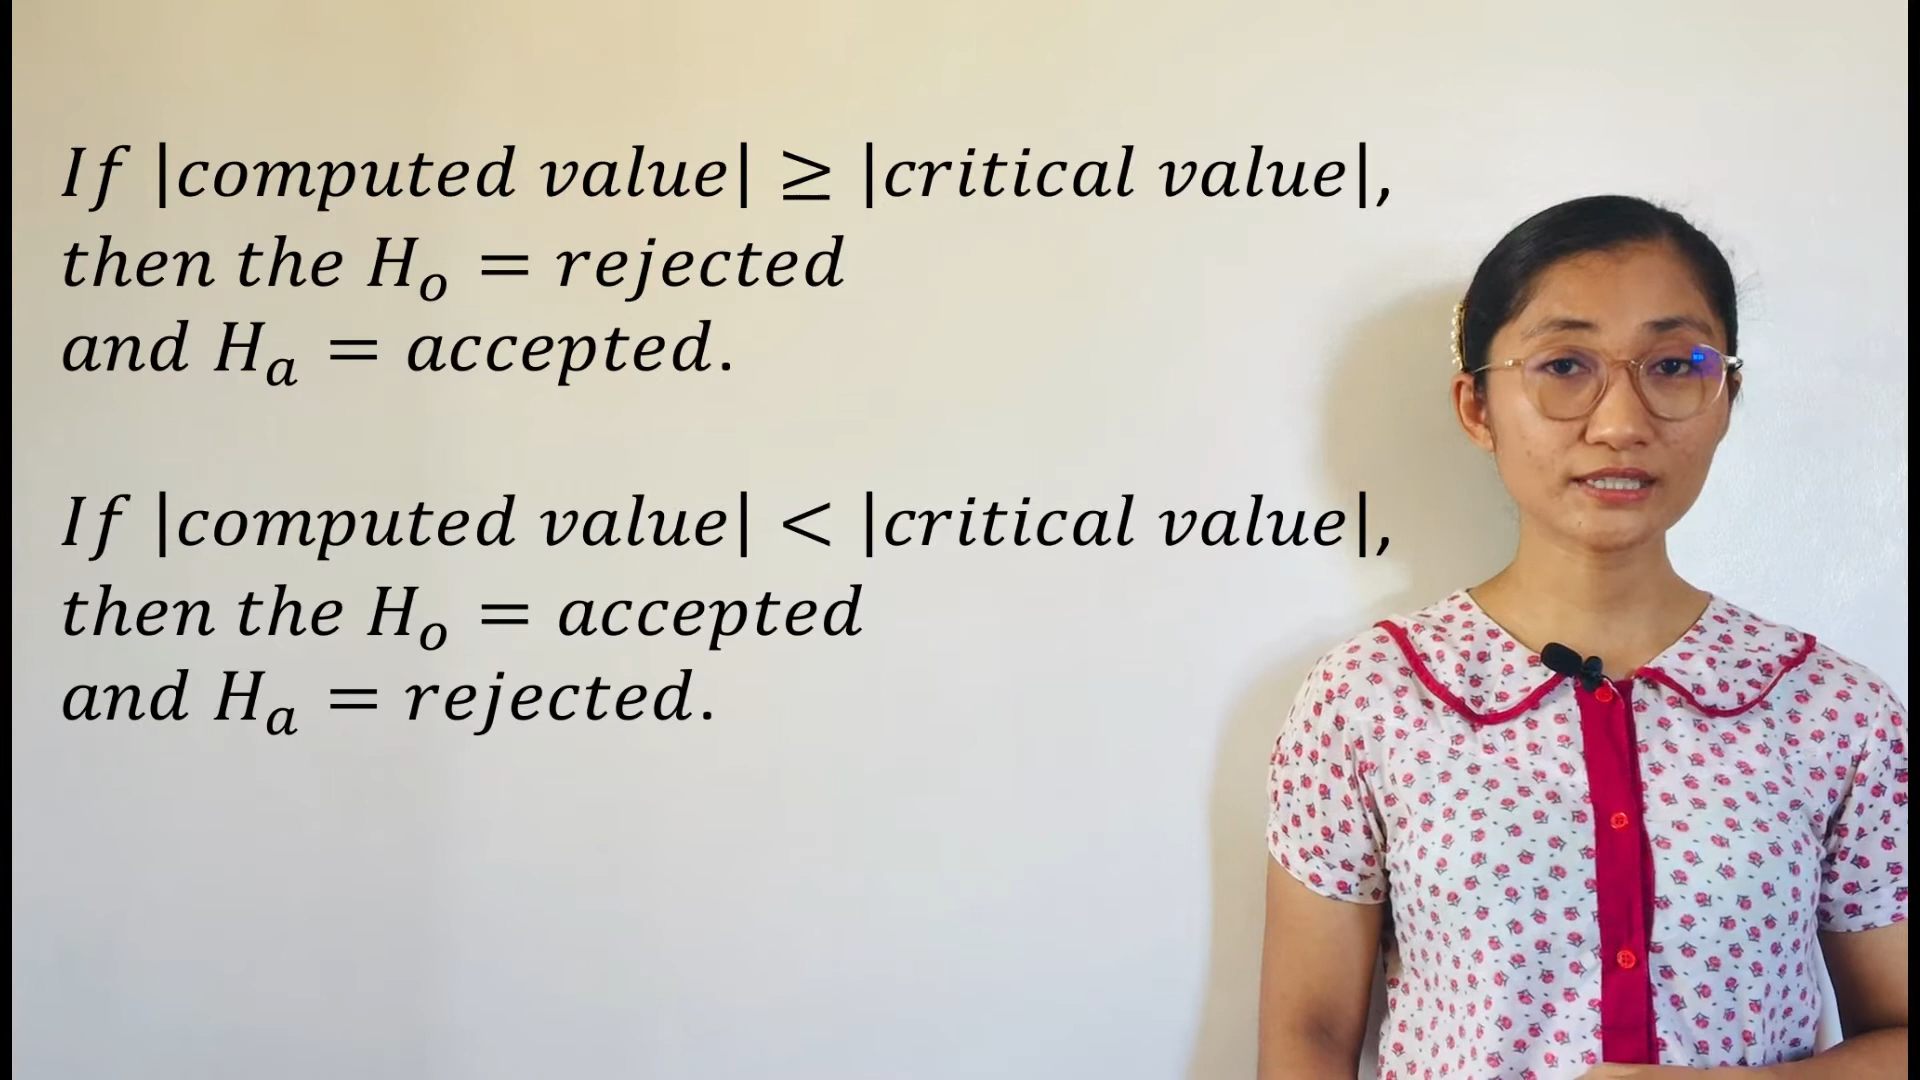 If |computed value| ≥ |critical value|,
then the Hₒ = rejected
and Hₐ = accepted.
If |computed value| < |critical value|,
then the Hₒ = accepted
and Hₐ = rejected.